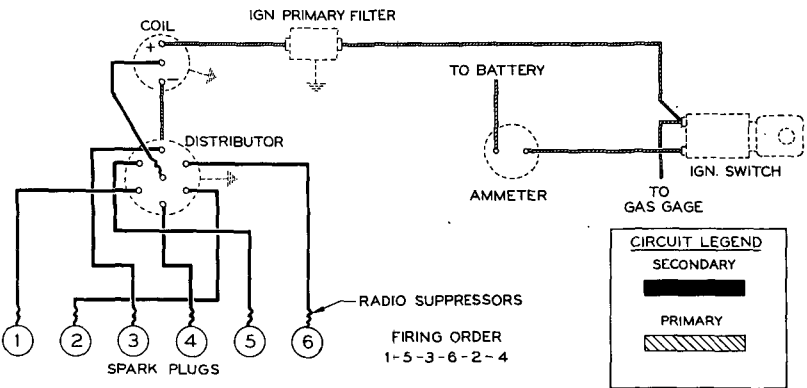 IGN PRIMARY FILTER
COIL
+
−
TO BATTERY
DISTRIBUTOR
AMMETER
IGN. SWITCH
TO
GAS GAGE
CIRCUIT LEGEND
SECONDARY
PRIMARY
RADIO SUPPRESSORS
1 2 3 4 5 6
SPARK PLUGS
FIRING ORDER
1-5-3-6-2-4